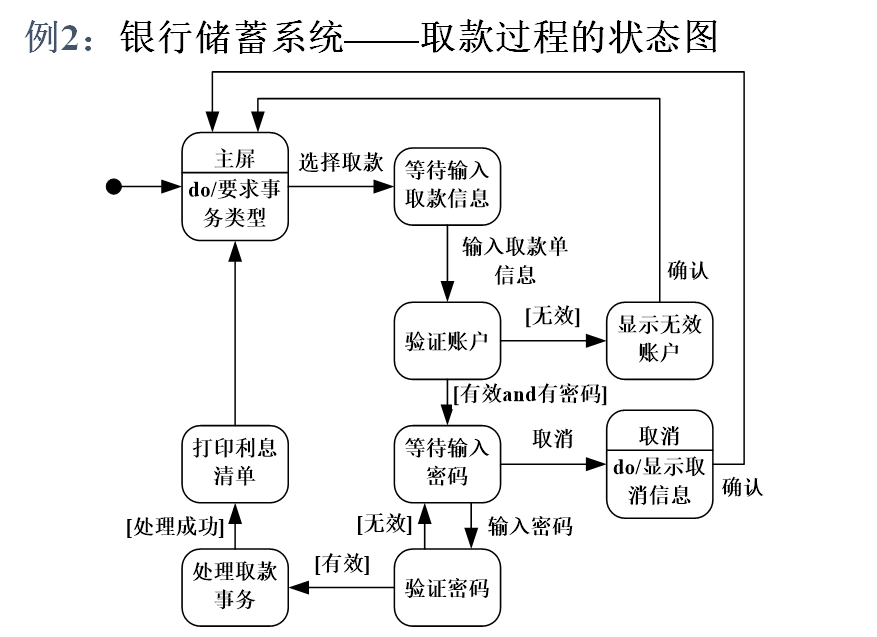 例2：银行储蓄系统——取款过程的状态图
主屏
do/要求事
务类型
选择取款
等待输入
取款信息
输入取款单
信息
确认
验证账户
[无效]
显示无效
账户
[有效and有密码]
打印利息
清单
等待输入
密码
取消
取消
do/显示取
消信息
确认
[处理成功]
[无效]
输入密码
处理取款
事务
[有效]
验证密码